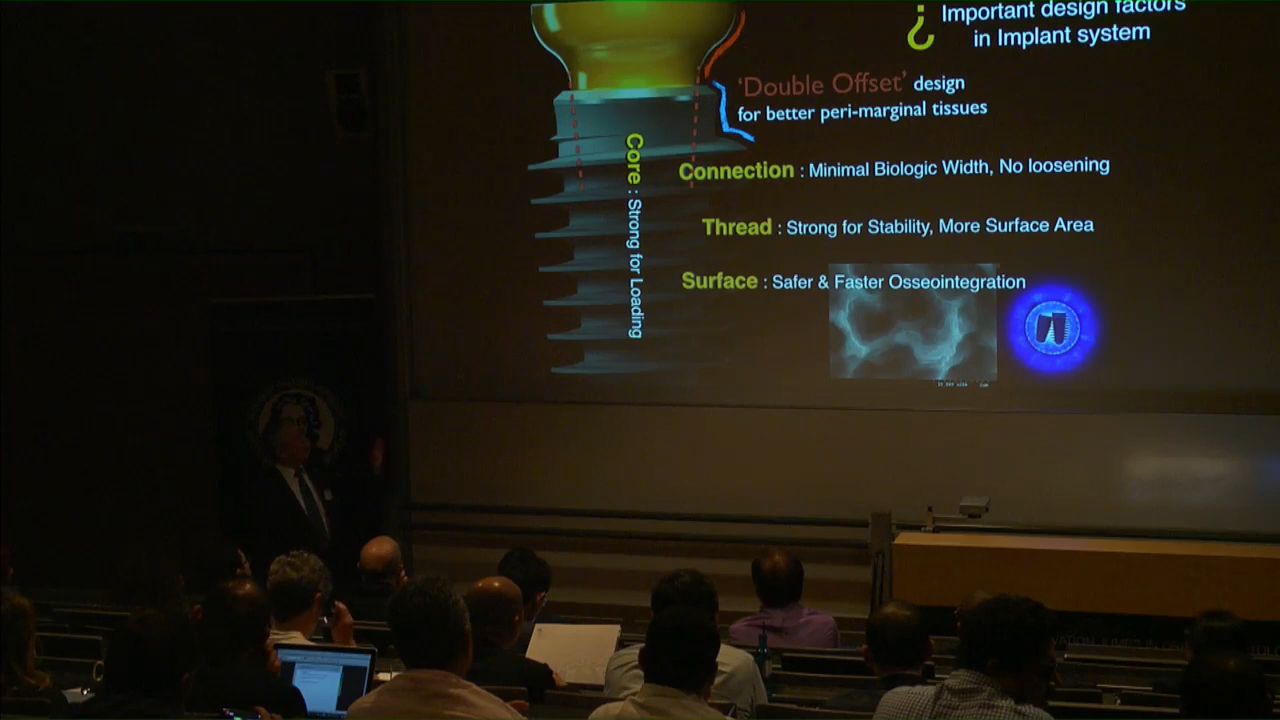 ¿ Important design factors
in Implant system
'Double Offset' design
for better peri-marginal tissues
Core : Strong for Loading
Connection : Minimal Biologic Width, No loosening
Thread : Strong for Stability, More Surface Area
Surface : Safer & Faster Osseointegration